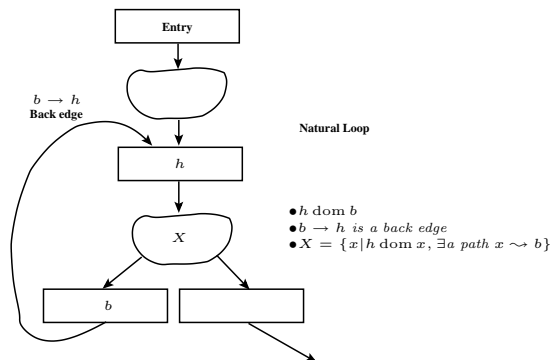 Entry
b → h
Back edge
Natural Loop
h
• h dom b
• b → h is a back edge
X
• X = {x|h dom x, ∃a path x ⇝ b}
b